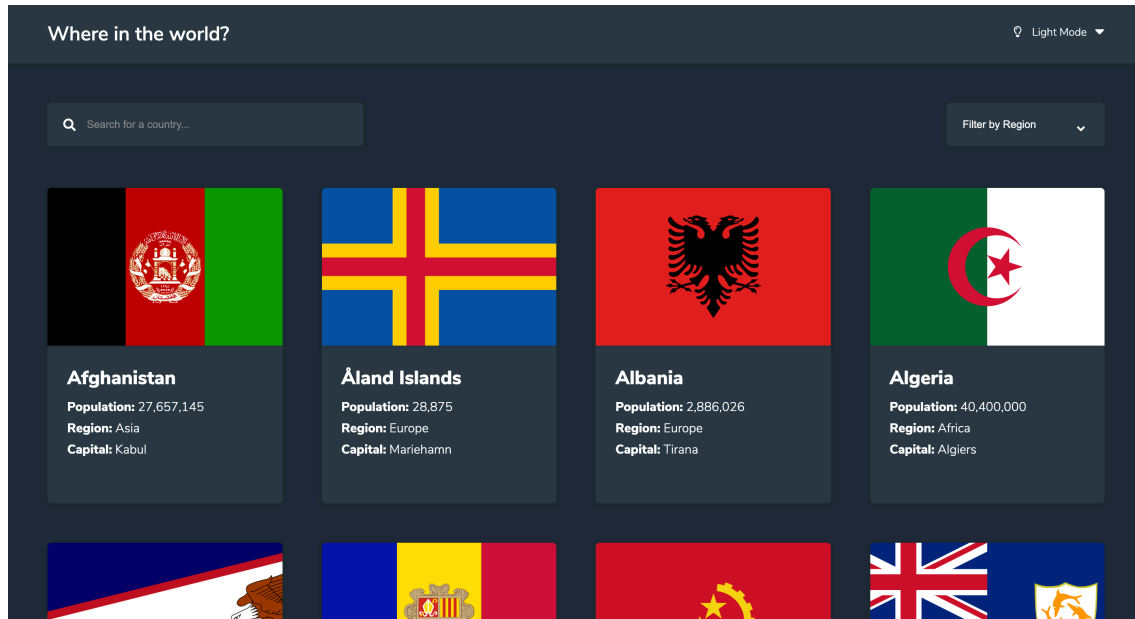 Where in the world?
Light Mode
Search for a country...
Filter by Region
Afghanistan
Population: 27,657,145
Region: Asia
Capital: Kabul
Åland Islands
Population: 28,875
Region: Europe
Capital: Mariehamn
Albania
Population: 2,886,026
Region: Europe
Capital: Tirana
Algeria
Population: 40,400,000
Region: Africa
Capital: Algiers